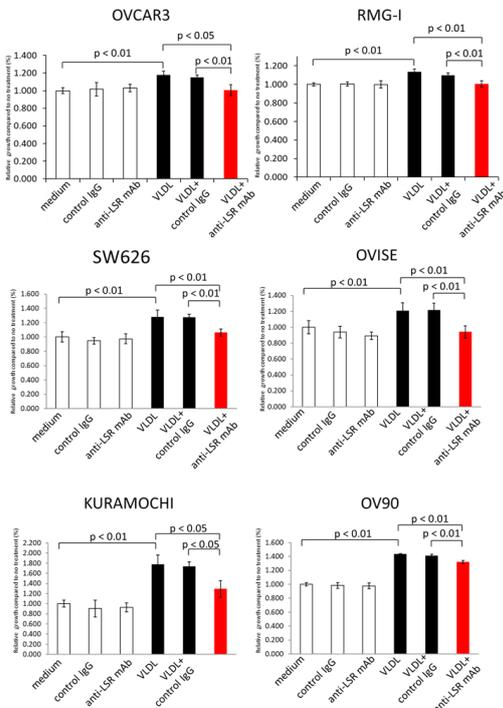 OVCAR3
Relative growth compared to no treatment (%)
1.400
1.200
1.000
0.800
0.600
0.400
0.200
0.000
p < 0.01
p < 0.05
p < 0.01
medium
control IgG
anti-LSR mAb
VLDL
VLDL+
control IgG
VLDL+
anti-LSR mAb
RMG-I
Relative growth compared to no treatment (%)
1.200
1.000
0.800
0.600
0.400
0.200
0.000
p < 0.01
p < 0.01
p < 0.01
medium
control IgG
anti-LSR mAb
VLDL
VLDL+
control IgG
VLDL+
anti-LSR mAb
SW626
Relative growth compared to no treatment (%)
1.600
1.400
1.200
1.000
0.800
0.600
0.400
0.200
0.000
p < 0.01
p < 0.01
p < 0.01
medium
control IgG
anti-LSR mAb
VLDL
VLDL+
control IgG
VLDL+
anti-LSR mAb
OVISE
Relative growth compared to no treatment (%)
1.400
1.200
1.000
0.800
0.600
0.400
0.200
0.000
p < 0.01
p < 0.01
p < 0.01
medium
control IgG
anti-LSR mAb
VLDL
VLDL+
control IgG
VLDL+
anti-LSR mAb
KURAMOCHI
Relative growth compared to no treatment (%)
2.200
2.000
1.800
1.600
1.400
1.200
1.000
0.800
0.600
0.400
0.200
0.000
p < 0.01
p < 0.05
p < 0.05
medium
control IgG
anti-LSR mAb
VLDL
VLDL+
control IgG
OV90
Relative growth compared to no treatment (%)
1.600
1.400
1.200
1.000
0.800
0.600
0.400
0.200
0.000
p < 0.01
p < 0.01
p < 0.01
medium
control IgG
anti-LSR mAb
VLDL
VLDL+
control IgG
VLDL+
anti-LSR mAb